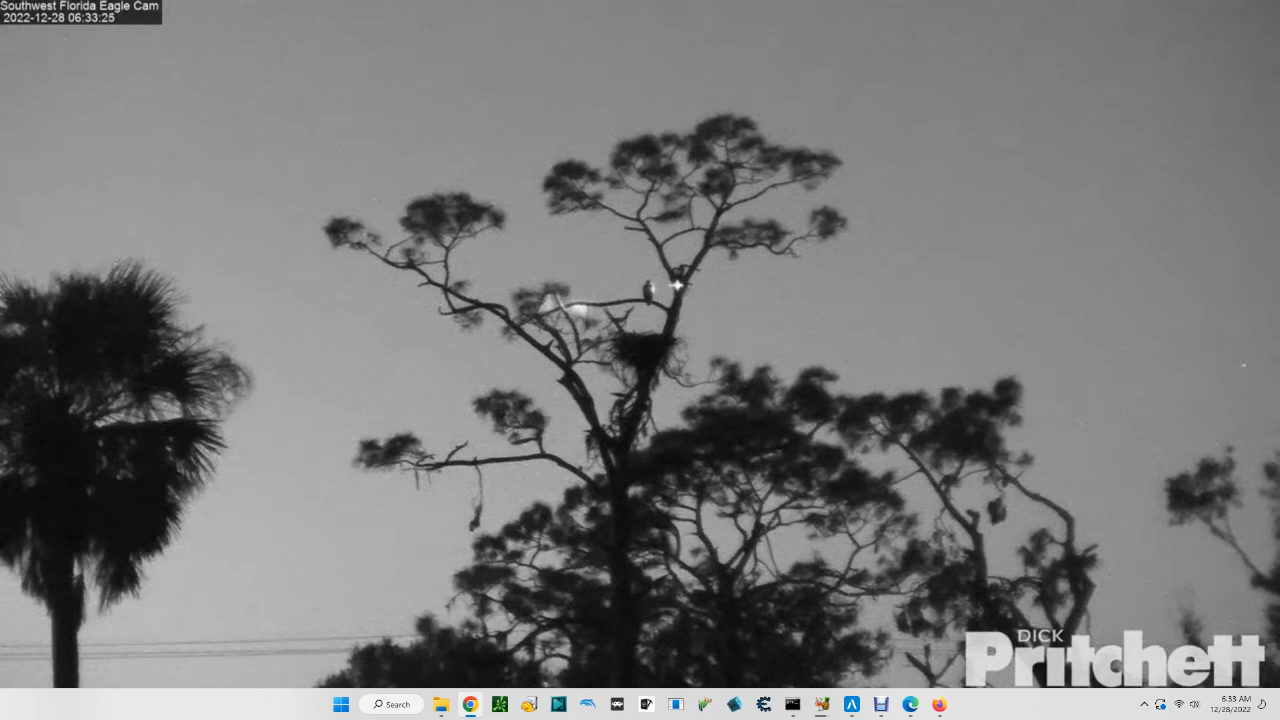 Southwest Florida Eagle Cam
2022-12-28 06:33:25
DICK
Pritchett
Search
6:33 AM
12/28/2022